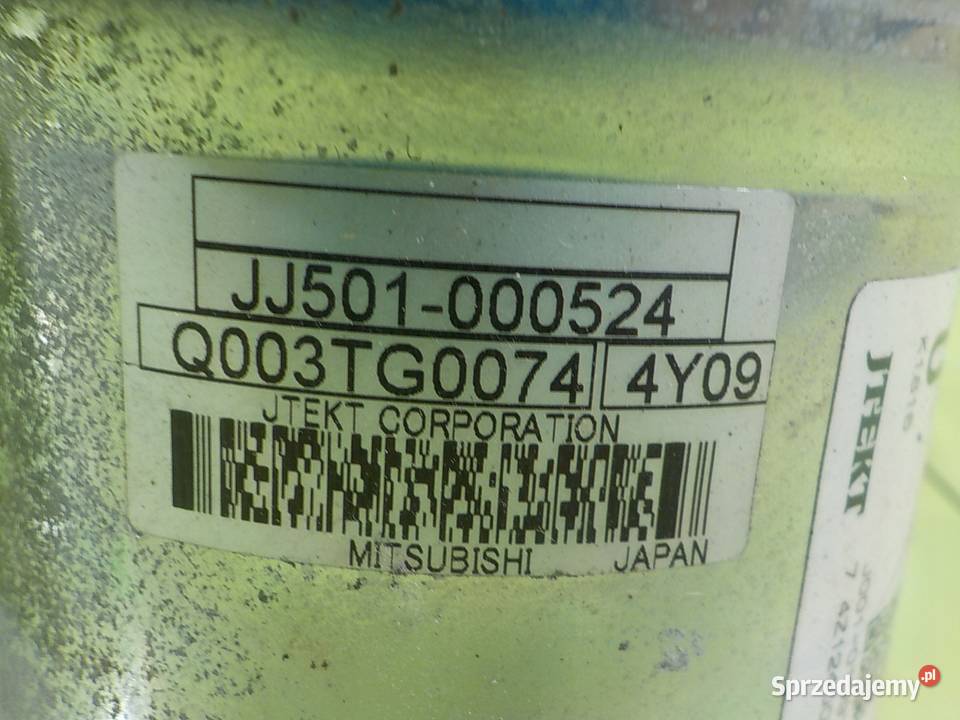 JJ501-000524
Q003TG0074 4Y09
JTEKT CORPORATION
MITSUBISHI JAPAN
JTEKT
Sprzedajemy.pl